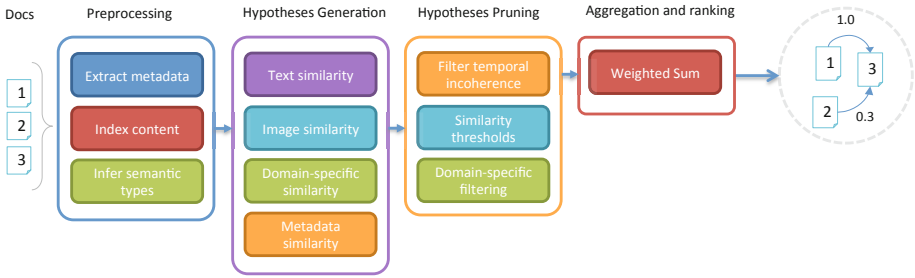 Docs
Preprocessing
Hypotheses Generation
Hypotheses Pruning
Aggregation and ranking
1
2
3
Extract metadata
Index content
Infer semantic
types
Text similarity
Image similarity
Domain-specific
similarity
Metadata
similarity
Filter temporal
incoherence
Similarity
thresholds
Domain-specific
filtering
Weighted Sum
1.0
1
3
2
0.3